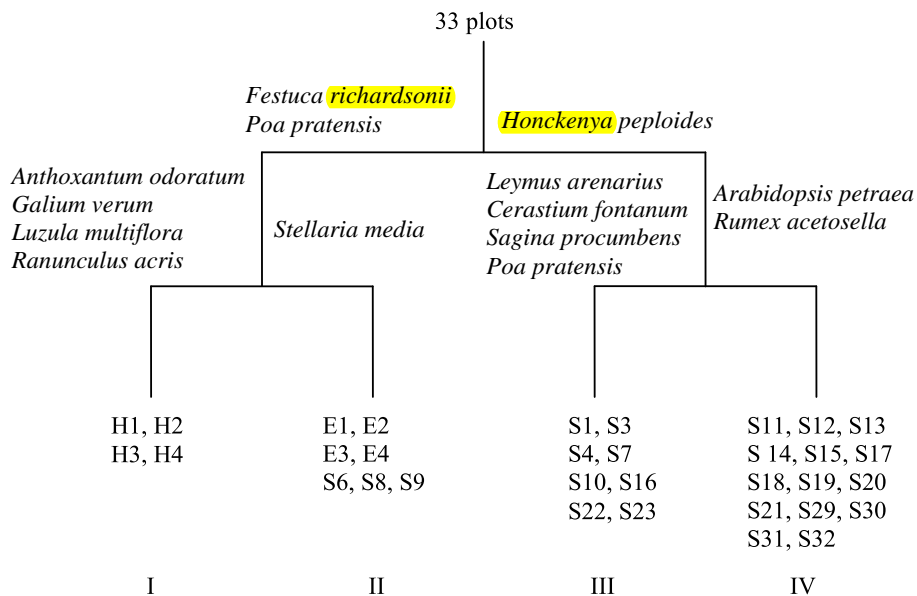 33 plots
Festuca richardsonii
Poa pratensis
Honckenya peploides
Anthoxantum odoratum
Galium verum
Luzula multiflora
Ranunculus acris
Stellaria media
Leymus arenarius
Cerastium fontanum
Sagina procumbens
Poa pratensis
Arabidopsis petraea
Rumex acetosella
H1, H2
H3, H4
E1, E2
E3, E4
S6, S8, S9
S1, S3
S4, S7
S10, S16
S22, S23
S11, S12, S13
S 14, S15, S17
S18, S19, S20
S21, S29, S30
S31, S32
I
II
III
IV